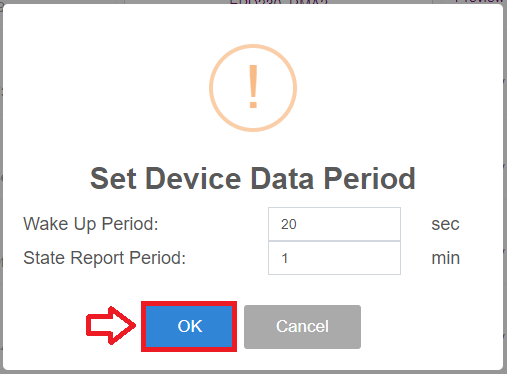 !
Set Device Data Period
Wake Up Period: 20 sec
State Report Period: 1 min
OK Cancel